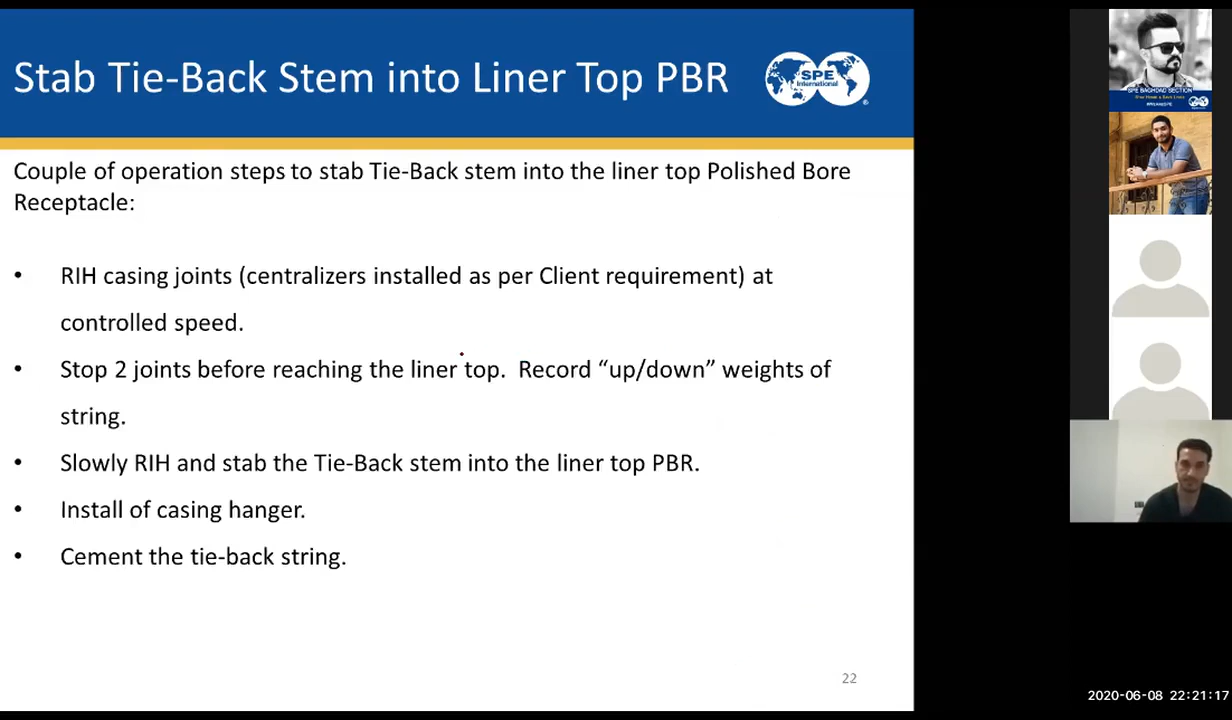 Stab Tie-Back Stem into Liner Top PBR
SPE
International
Couple of operation steps to stab Tie-Back stem into the liner top Polished Bore
Receptacle:
• RIH casing joints (centralizers installed as per Client requirement) at
controlled speed.
• Stop 2 joints before reaching the liner top.  Record “up/down” weights of
string.
• Slowly RIH and stab the Tie-Back stem into the liner top PBR.
• Install of casing hanger.
• Cement the tie-back string.
22
SPE BAGHDAD SECTION
2020-06-08 22:21:17